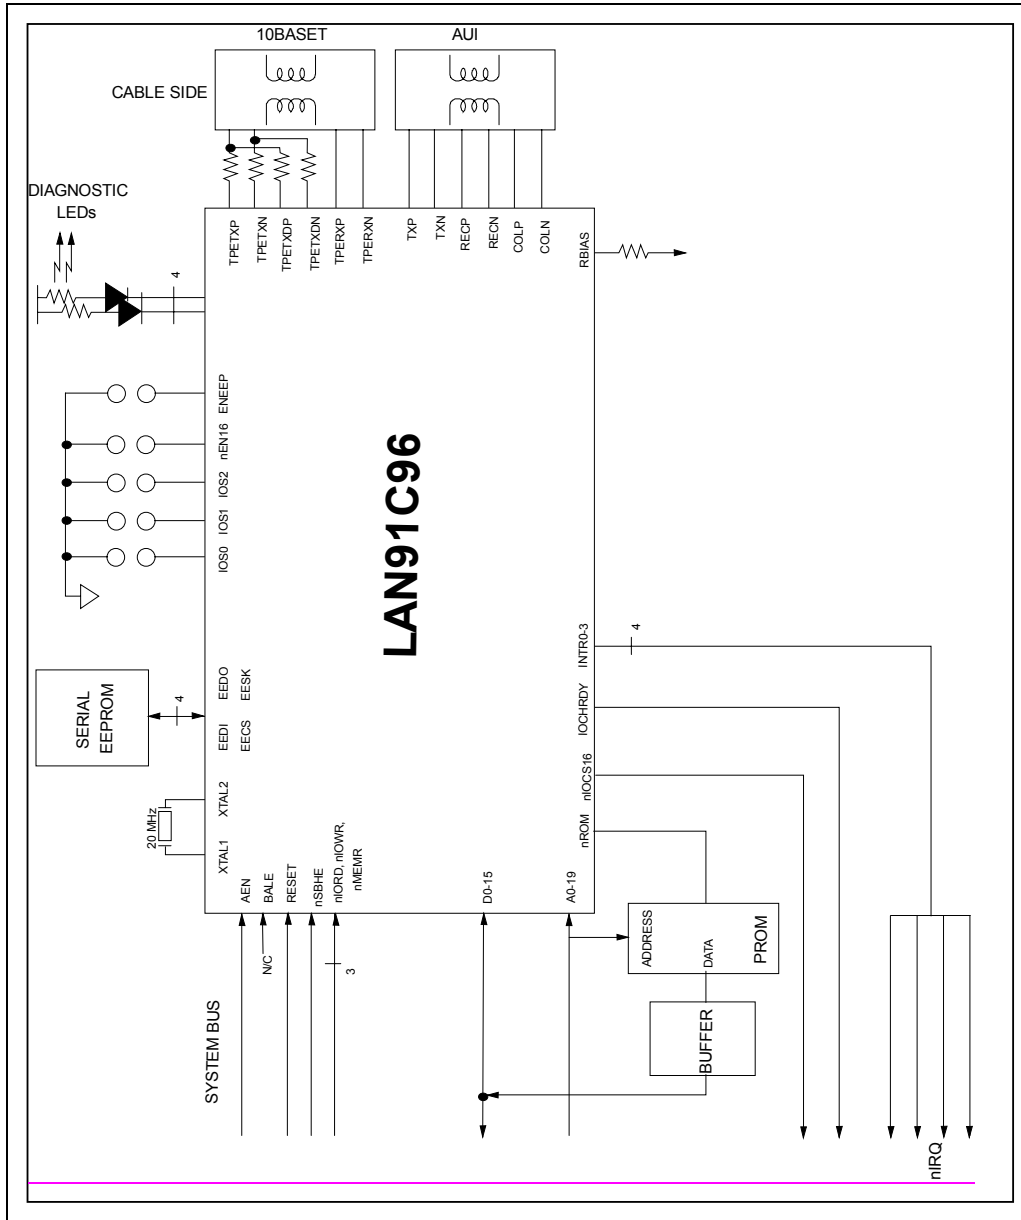 10BASET
AUI
CABLE SIDE
DIAGNOSTIC
LEDs
4
TPETXP
TPETXN
TPETXDP
TPETXDN
TPERXP
TPERXN
TXP
TXN
RECP
RECN
COLP
COLN
RBIAS
ENEEP
nEN16
IOS2
IOS1
IOS0
LAN91C96
SERIAL
EEPROM
4
EEDO
EESK
EEDI
EECS
20 MHz
XTAL2
XTAL1
INTR0-3
4
IOCHRDY
nIOCS16
nROM
AEN
BALE
RESET
nSBHE
nIORD, nIOWR,
nMEMR
D0-15
A0-19
N/C
3
ADDRESS
DATA
PROM
BUFFER
SYSTEM BUS
nIRQ